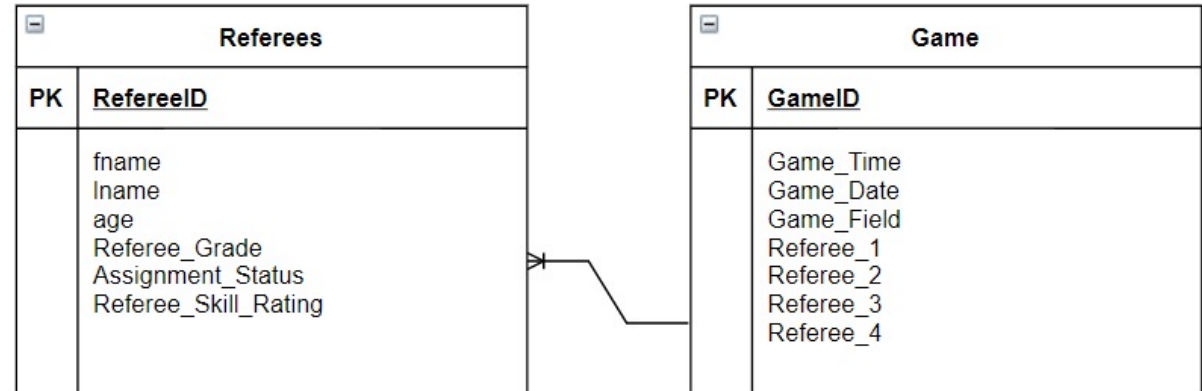 Referees
PK RefereeID
fname
lname
age
Referee_Grade
Assignment_Status
Referee_Skill_Rating
Game
PK GameID
Game_Time
Game_Date
Game_Field
Referee_1
Referee_2
Referee_3
Referee_4